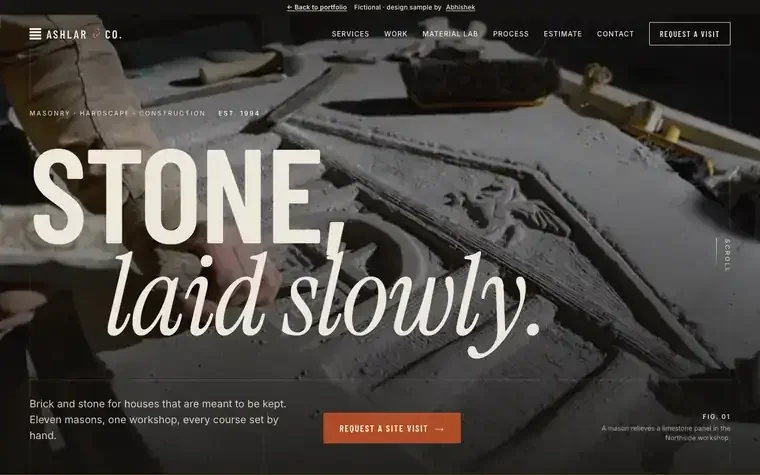 ← Back to portfolio Fictional · design sample by Abhishek
ASHLAR & CO.
SERVICES WORK MATERIAL LAB PROCESS ESTIMATE CONTACT REQUEST A VISIT
MASONRY · HARDSCAPE · CONSTRUCTION EST. 1994
STONE,
laid slowly.
SCROLL
Brick and stone for houses that are meant to be kept.
Eleven masons, one workshop, every course set by
hand.
REQUEST A SITE VISIT →
FIG. 01
A mason relieves a limestone panel in the
Northside workshop.